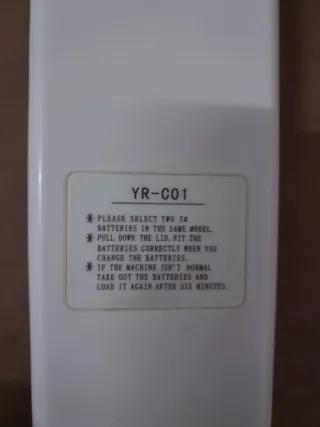 YR-C01
※ PLEASE SELECT TWO 7#
BATTERIES IN THE SAME MODEL.
※ PULL DOWN THE LID, FIT THE
BATTERIES CORRECTLY WHEN YOU
CHANGE THE BATTERIES.
※ IF THE MACHINE ISN'T NORMAL
TAKE OUT THE BATTERIES AND
LOAD IT AGAIN AFTER SIX MINUTES.